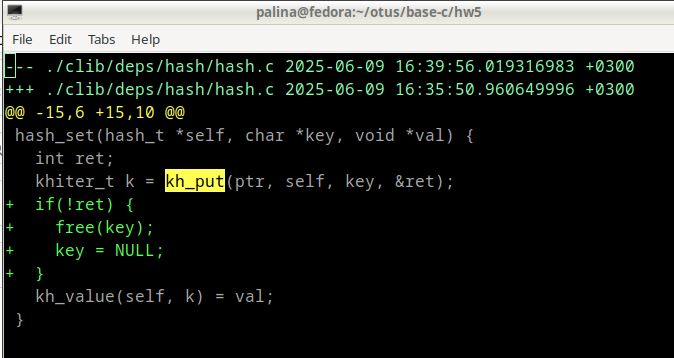 palina@fedora:~/otus/base-c/hw5
File Edit Tabs Help
--- ./clib/deps/hash/hash.c 2025-06-09 16:39:56.019316983 +0300
+++ ./clib/deps/hash/hash.c 2025-06-09 16:35:50.960649996 +0300
@@ -15,6 +15,10 @@
 hash_set(hash_t *self, char *key, void *val) {
   int ret;
   khiter_t k = kh_put(ptr, self, key, &ret);
+  if(!ret) {
+    free(key);
+    key = NULL;
+  }
   kh_value(self, k) = val;
 }